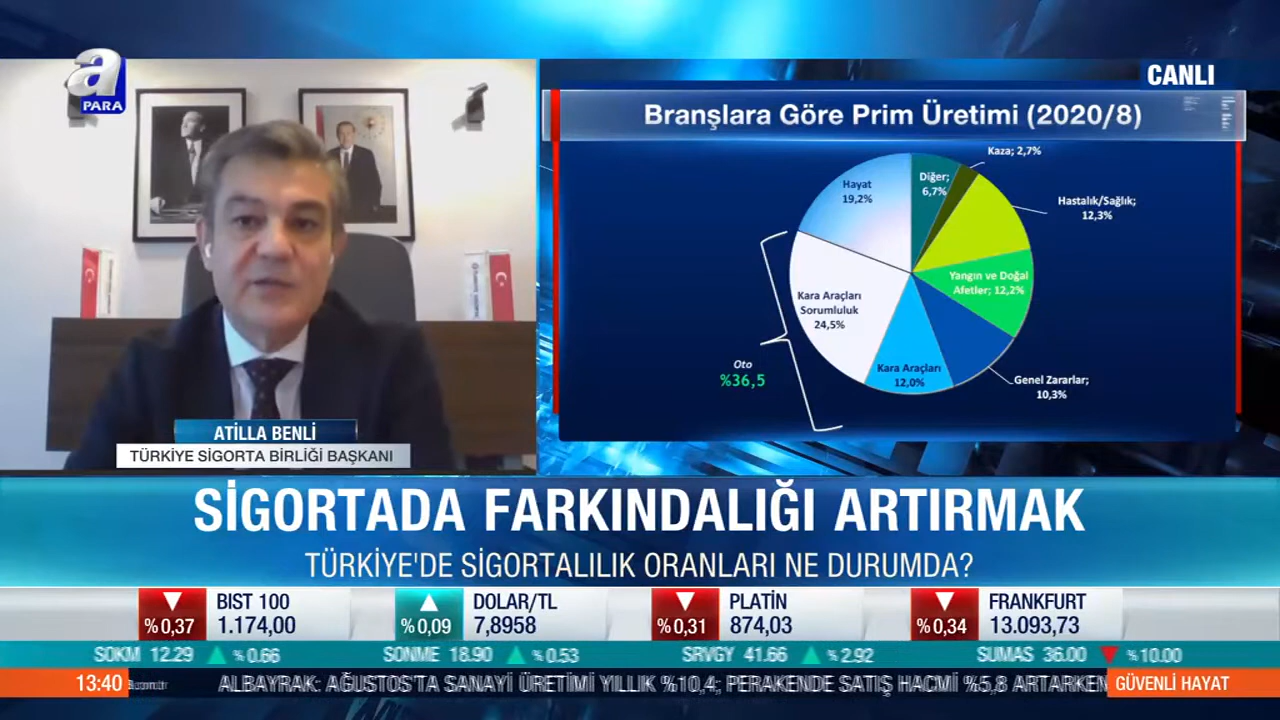 a
PARA
CANLI
Branşlara Göre Prim Üretimi (2020/8)
Kaza; 2,7%
Diğer;
6,7%
Hayat
19,2%
Hastalık/Sağlık;
12,3%
Yangın ve Doğal
Afetler; 12,2%
Kara Araçları
Sorumluluk
24,5%
Oto
%36,5
Kara Araçları
12,0%
Genel Zararlar;
10,3%
ATİLLA BENLİ
TÜRKİYE SİGORTA BİRLİĞİ BAŞKANI
SİGORTADA FARKINDALIĞI ARTIRMAK
TÜRKİYE'DE SİGORTALILIK ORANLARI NE DURUMDA?
%0,37 BIST 100 1.174,00
%0,09 DOLAR/TL 7,8958
%0,31 PLATİN 874,03
%0,34 FRANKFURT 13.093,73
SOKM 12.29 %0.66 SONME 18.90 %0.53 SRVGY 41.66 %2.92 SUMAS 36.00 %10.00
13:40 ALBAYRAK: AĞUSTOS'TA SANAYİ ÜRETİMİ YILLIK %10,4; PERAKENDE SATIŞ HACMİ %5,8 ARTARKEN GÜVENLİ HAYAT